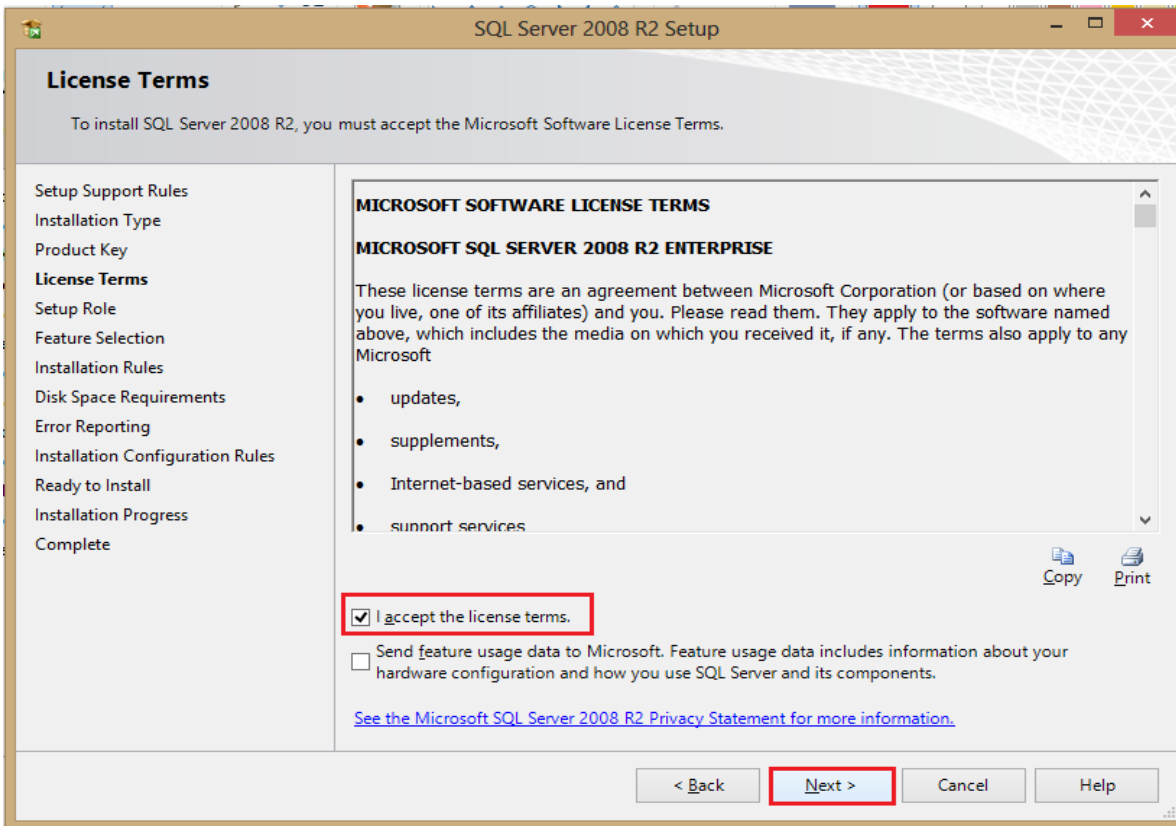 SQL Server 2008 R2 Setup
License Terms
To install SQL Server 2008 R2, you must accept the Microsoft Software License Terms.
Setup Support Rules
Installation Type
Product Key
License Terms
Setup Role
Feature Selection
Installation Rules
Disk Space Requirements
Error Reporting
Installation Configuration Rules
Ready to Install
Installation Progress
Complete
MICROSOFT SOFTWARE LICENSE TERMS
MICROSOFT SQL SERVER 2008 R2 ENTERPRISE
These license terms are an agreement between Microsoft Corporation (or based on where
you live, one of its affiliates) and you. Please read them. They apply to the software named
above, which includes the media on which you received it, if any. The terms also apply to any
Microsoft
• updates,
• supplements,
• Internet-based services, and
• support services
Copy Print
I accept the license terms.
Send feature usage data to Microsoft. Feature usage data includes information about your
hardware configuration and how you use SQL Server and its components.
See the Microsoft SQL Server 2008 R2 Privacy Statement for more information.
< Back Next > Cancel Help